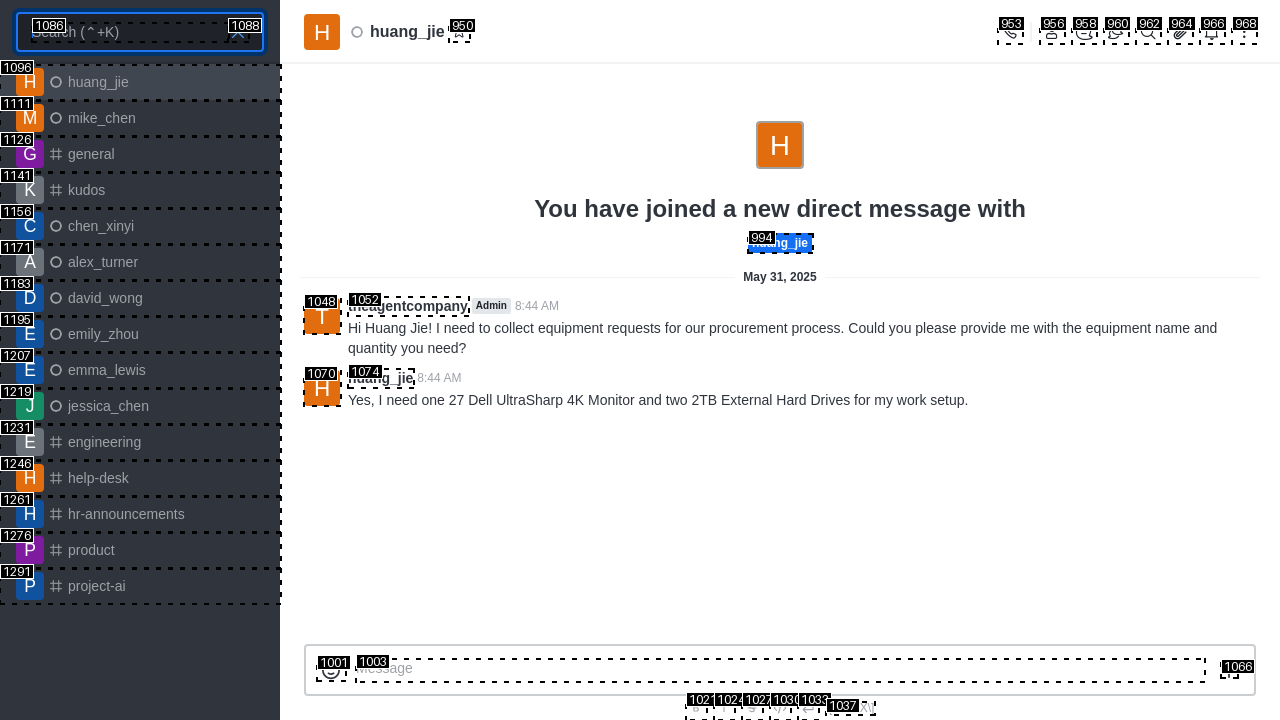 Search (⌃+K)
H huang_jie
M mike_chen
G general
K kudos
C chen_xinyi
A alex_turner
D david_wong
E emily_zhou
E emma_lewis
J jessica_chen
E engineering
H help-desk
H hr-announcements
P product
P project-ai
1086
1088
1096
1111
1126
1141
1156
1171
1183
1195
1207
1219
1231
1246
1261
1276
1291
H huang_jie
950
953
956
958
960
962
964
966
968
H
You have joined a new direct message with
994
huang_jie
May 31, 2025
1048
1052
T
theagentcompany Admin 8:44 AM
Hi Huang Jie! I need to collect equipment requests for our procurement process. Could you please provide me with the equipment name and
quantity you need?
1070
1074
H
huang_jie 8:44 AM
Yes, I need one 27 Dell UltraSharp 4K Monitor and two 2TB External Hard Drives for my work setup.
1001
1003
Message
1066
1021
1024
1027
1030
1033
1037